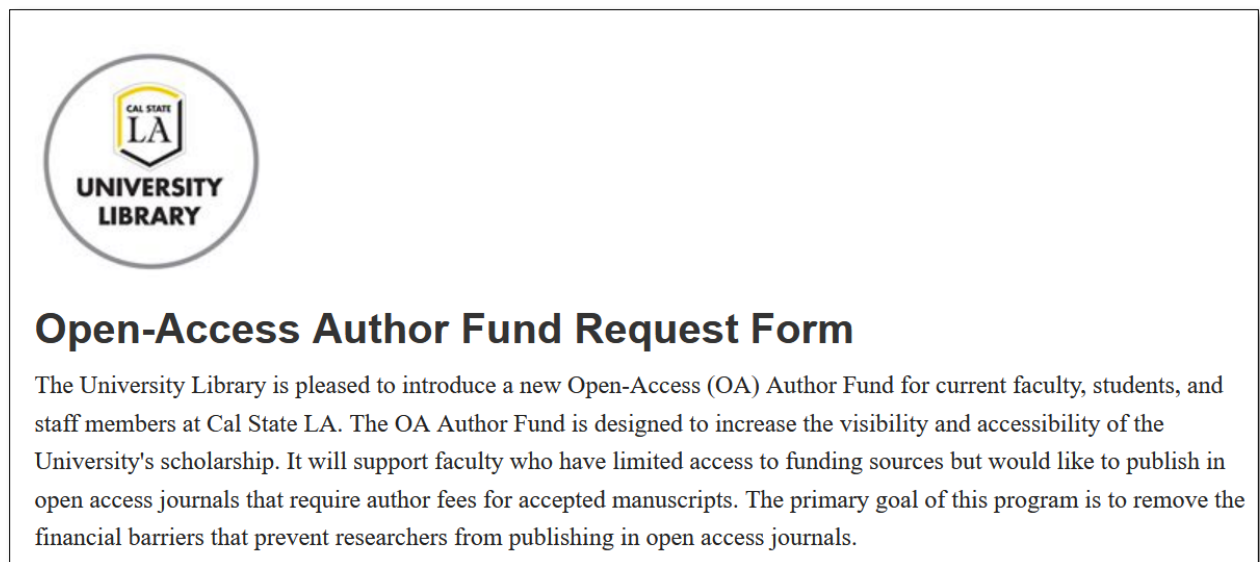 CAL STATE
LA
UNIVERSITY
LIBRARY
Open-Access Author Fund Request Form
The University Library is pleased to introduce a new Open-Access (OA) Author Fund for current faculty, students, and
staff members at Cal State LA. The OA Author Fund is designed to increase the visibility and accessibility of the
University's scholarship. It will support faculty who have limited access to funding sources but would like to publish in
open access journals that require author fees for accepted manuscripts. The primary goal of this program is to remove the
financial barriers that prevent researchers from publishing in open access journals.